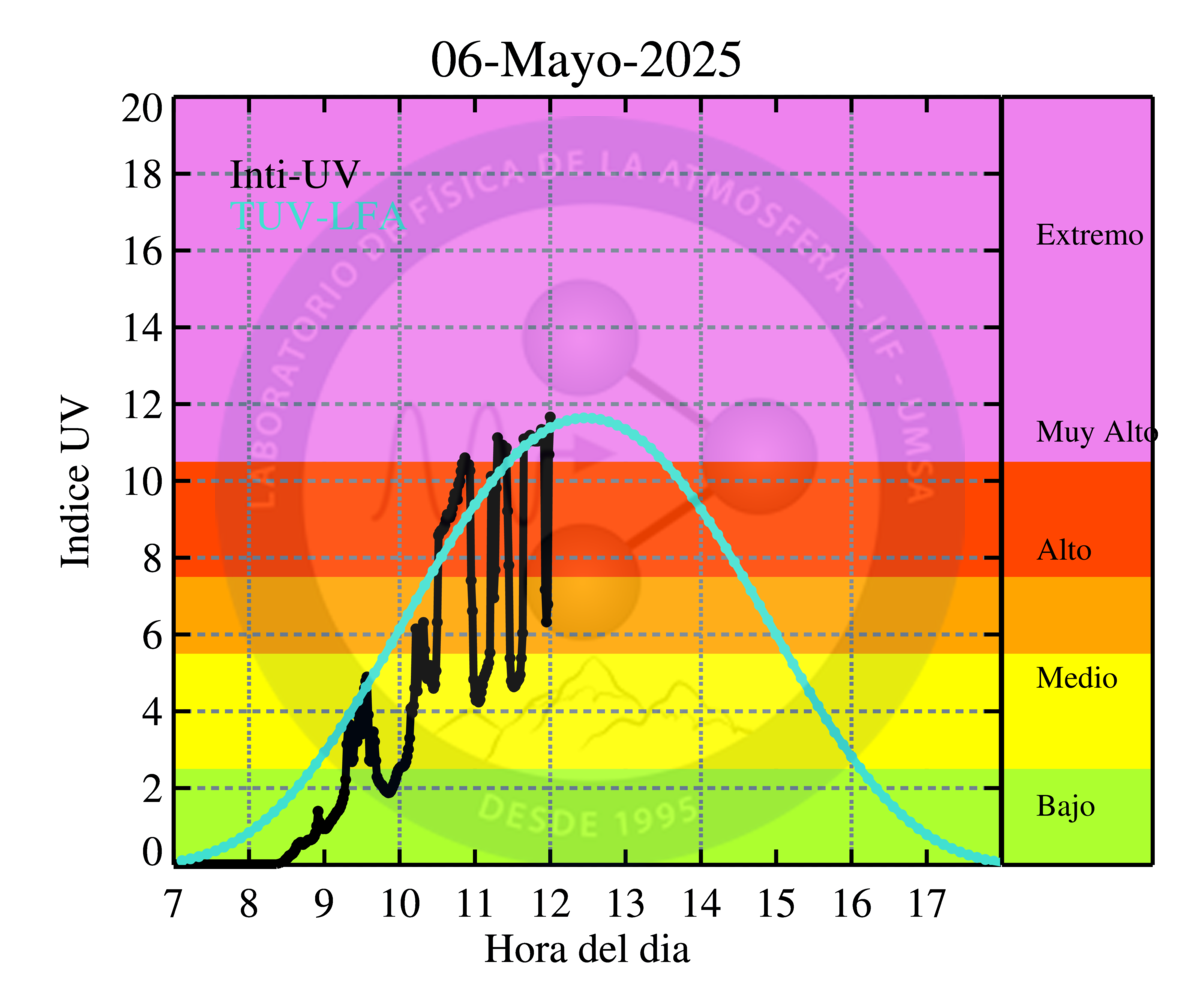 06-Mayo-2025
20
18
16
14
12
10
8
6
4
2
0
Indice UV
Inti-UV
TUV-LFA
LABORATORIO DE FÍSICA DE LA ATMÓSFERA - IIF - UMSA
DESDE 1995
Extremo
Muy Alto
Alto
Medio
Bajo
7 8 9 10 11 12 13 14 15 16 17
Hora del dia